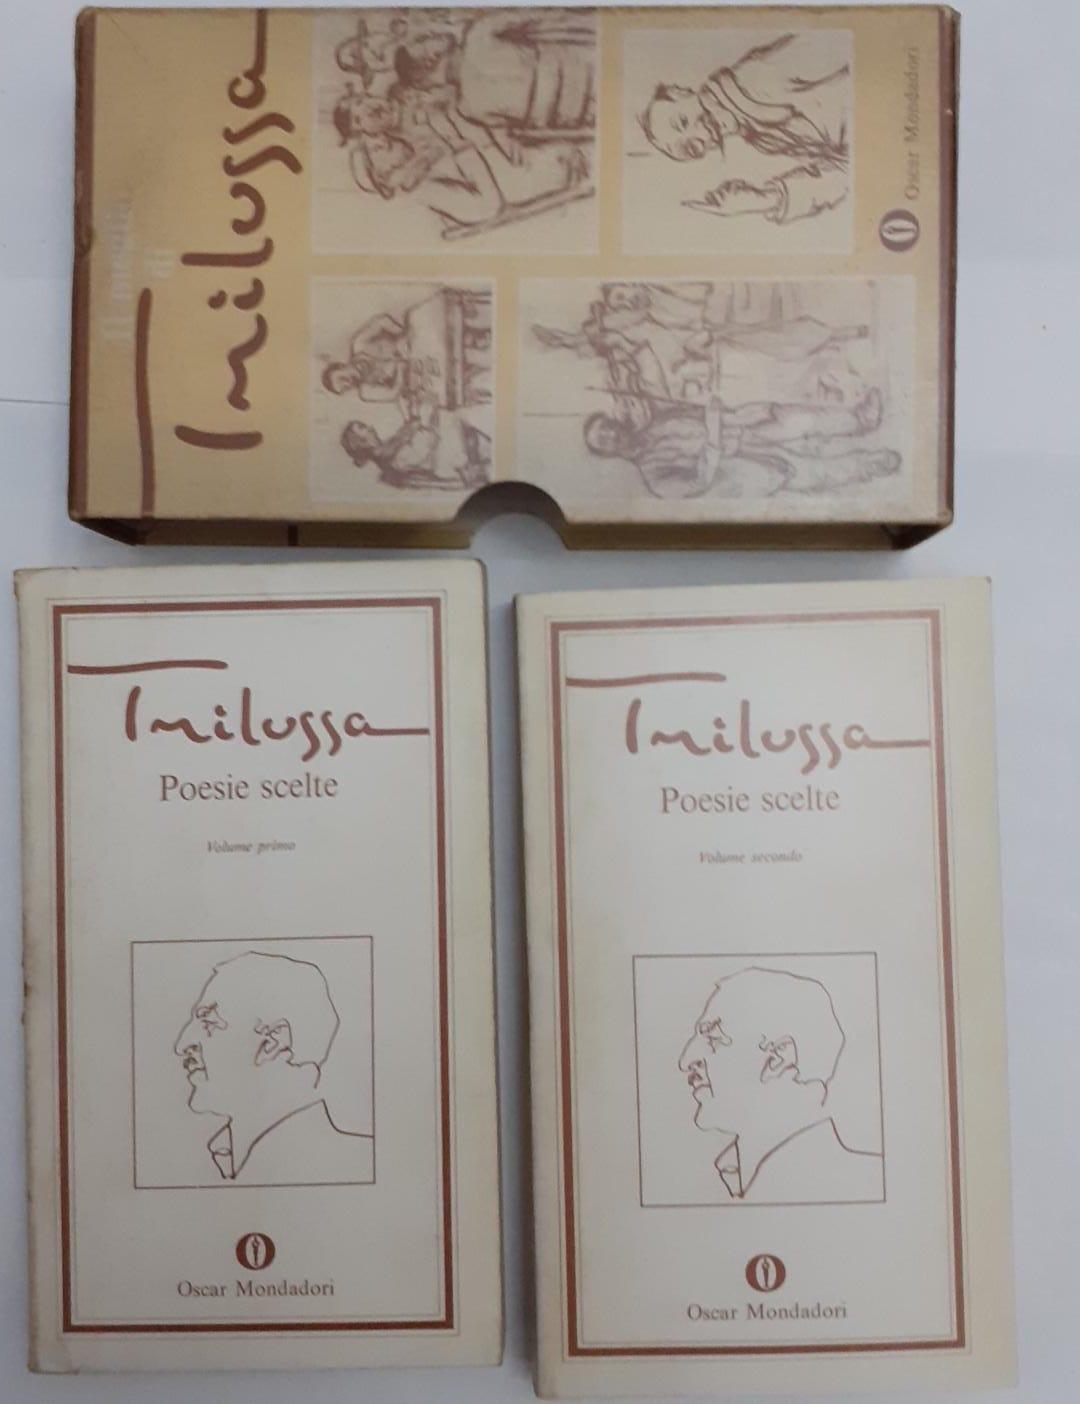 Il meglio
di
Trilussa
Oscar Mondadori
Trilussa
Poesie scelte
Volume primo
Oscar Mondadori
Trilussa
Poesie scelte
Volume secondo
Oscar Mondadori